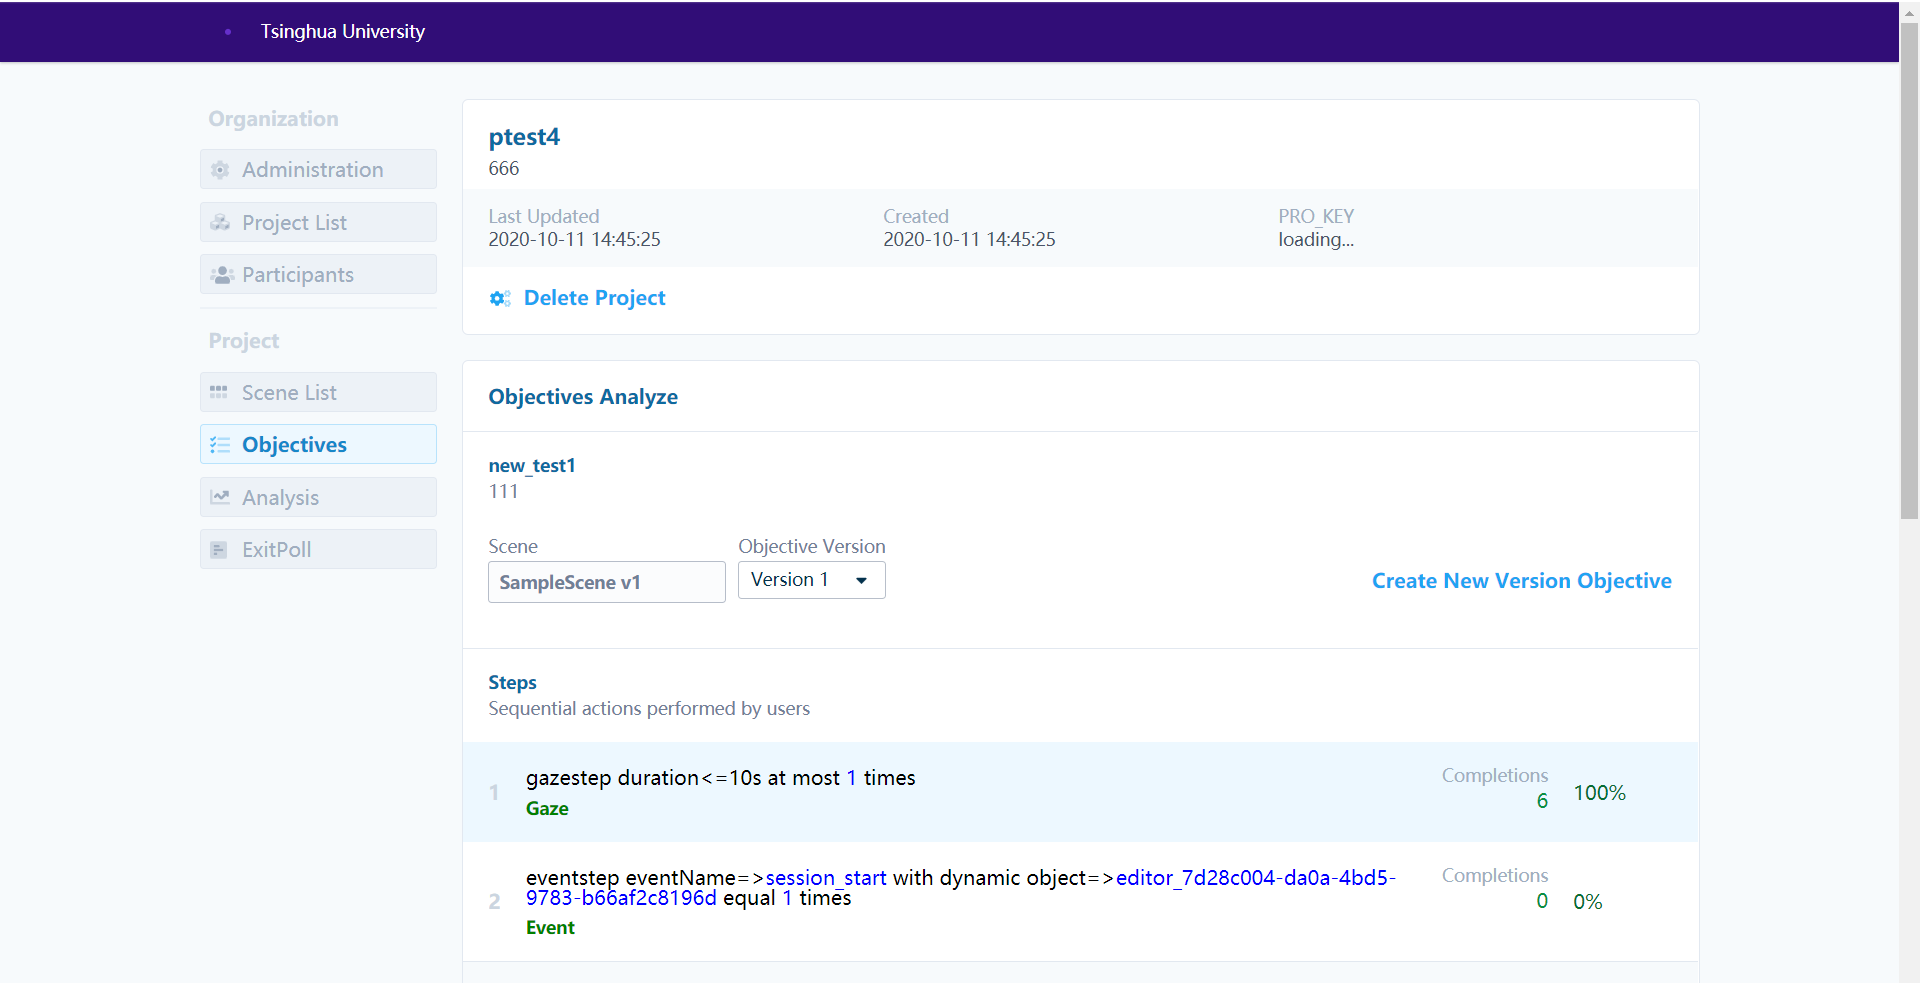 Tsinghua University
Organization
Administration
Project List
Participants
Project
Scene List
Objectives
Analysis
ExitPoll
ptest4
666
Last Updated
2020-10-11 14:45:25
Created
2020-10-11 14:45:25
PRO_KEY
loading...
Delete Project
Objectives Analyze
new_test1
111
Scene
SampleScene v1
Objective Version
Version 1
Create New Version Objective
Steps
Sequential actions performed by users
1
gazestep duration<=10s at most 1 times
Gaze
Completions
6
100%
2
eventstep eventName=>session_start with dynamic object=>editor_7d28c004-da0a-4bd5-
9783-b66af2c8196d equal 1 times
Event
Completions
0
0%